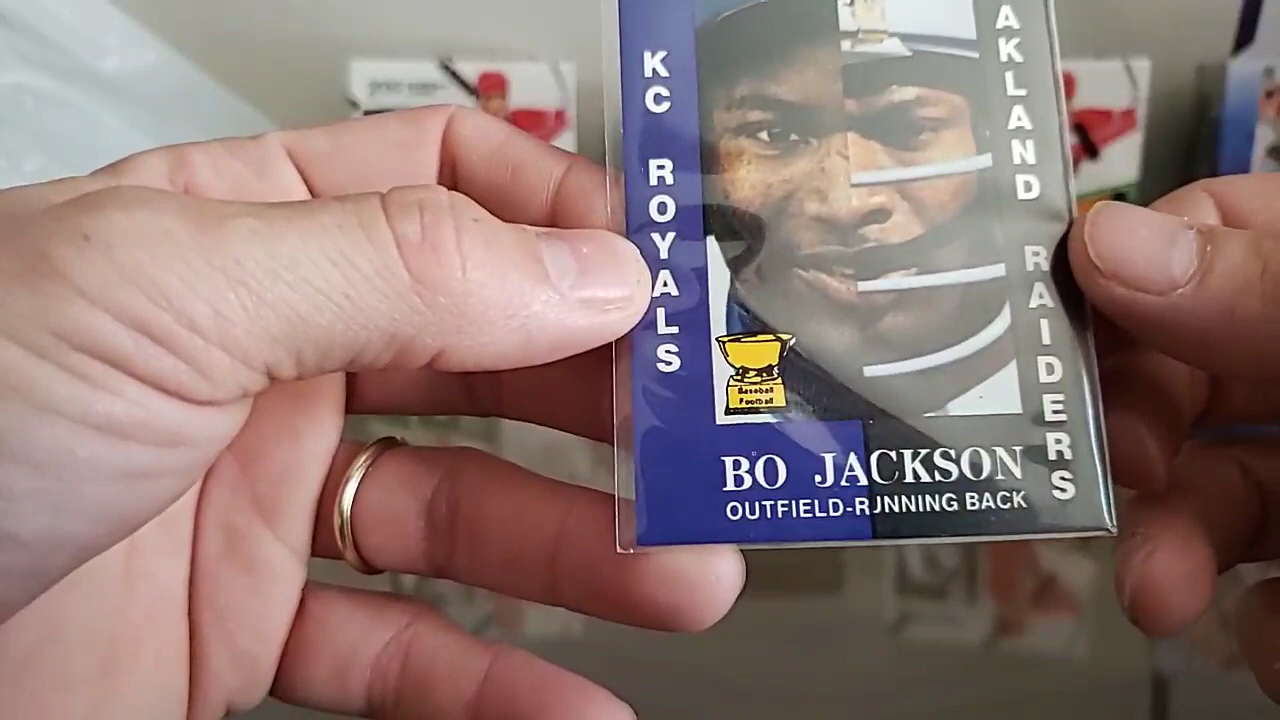 KC ROYALS
AKLAND RAIDERS
Baseball
Football
BO JACKSON
OUTFIELD-RUNNING BACK